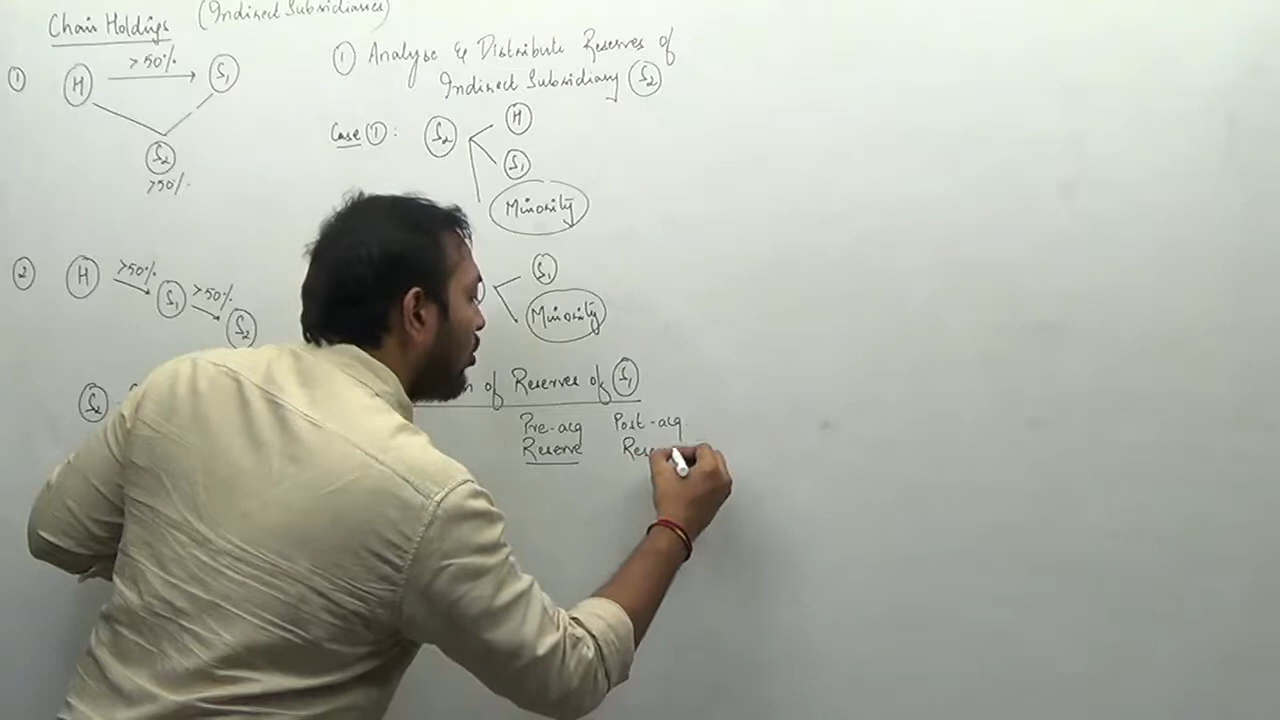 Chain Holdings (Indirect Subsidiaries)
① H >50% S1
S2
>50%
② H >50% S1 >50% S2
① Analyse & Distribute Reserves of
Indirect Subsidiary S2
Case ① : S2 H
S1
Minority
S1
Minority
S2
of Reserves of S1
Pre-acq Post-acq
Reserve